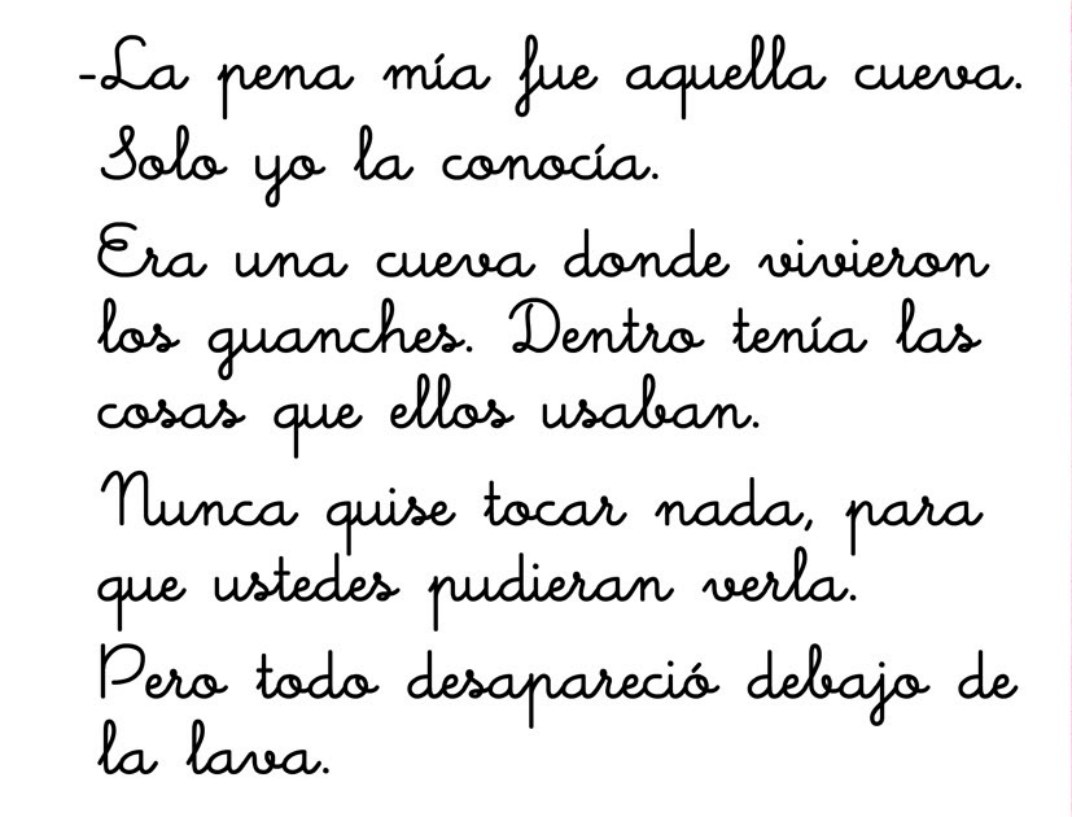 -La pena mía fue aquella cueva.
Solo yo la conocía.
Era una cueva donde vivieron
los guanches. Dentro tenía las
cosas que ellos usaban.
Nunca quise tocar nada, para
que ustedes pudieran verla.
Pero todo desapareció debajo de
la lava.